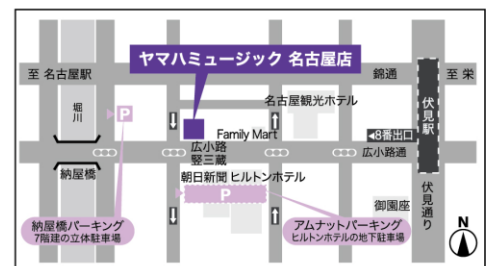 ヤマハミュージック 名古屋店
至 名古屋駅
錦通
至 栄
堀川
P
名古屋観光ホテル
伏見駅
Family Mart
◀8番出口
広小路
竪三蔵
広小路通
納屋橋
朝日新聞 ヒルトンホテル
P
伏見通り
御園座
納屋橋パーキング
7階建の立体駐車場
アムナットパーキング
ヒルトンホテルの地下駐車場
N